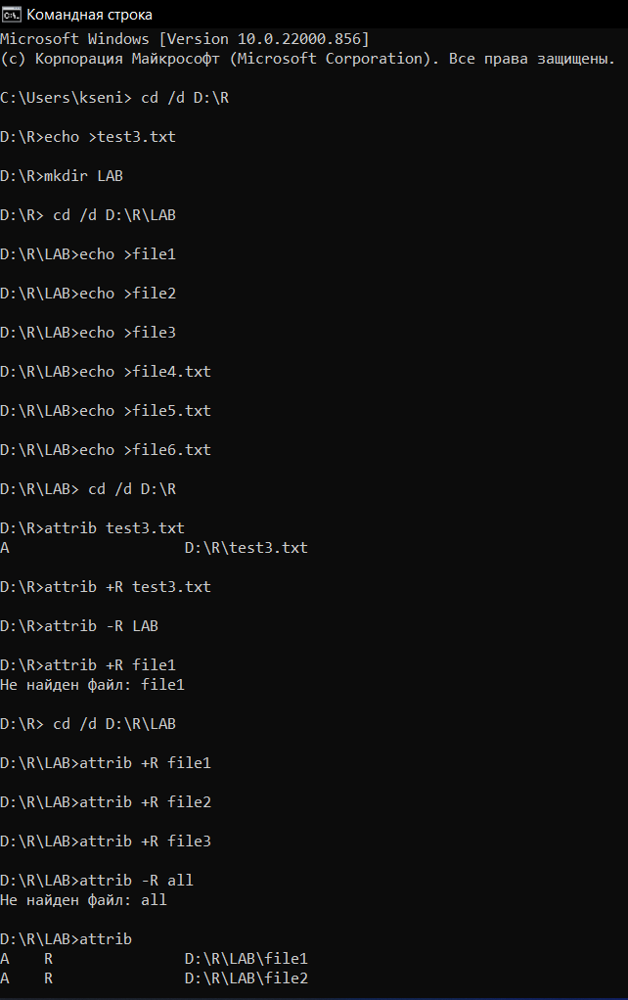 Командная строка
Microsoft Windows [Version 10.0.22000.856]
(c) Корпорация Майкрософт (Microsoft Corporation). Все права защищены.
C:\Users\kseni> cd /d D:\R
D:\R>echo >test3.txt
D:\R>mkdir LAB
D:\R> cd /d D:\R\LAB
D:\R\LAB>echo >file1
D:\R\LAB>echo >file2
D:\R\LAB>echo >file3
D:\R\LAB>echo >file4.txt
D:\R\LAB>echo >file5.txt
D:\R\LAB>echo >file6.txt
D:\R\LAB> cd /d D:\R
D:\R>attrib test3.txt
A                    D:\R\test3.txt
D:\R>attrib +R test3.txt
D:\R>attrib -R LAB
D:\R>attrib +R file1
Не найден файл: file1
D:\R> cd /d D:\R\LAB
D:\R\LAB>attrib +R file1
D:\R\LAB>attrib +R file2
D:\R\LAB>attrib +R file3
D:\R\LAB>attrib -R all
Не найден файл: all
D:\R\LAB>attrib
A    R               D:\R\LAB\file1
A    R               D:\R\LAB\file2